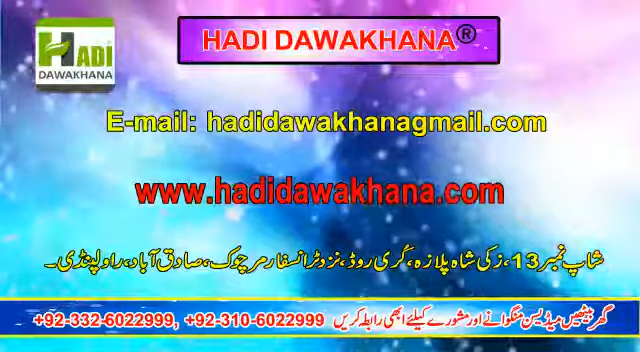 HADI
DAWAKHANA
HADI DAWAKHANA®
E-mail: hadidawakhanagmail.com
www.hadidawakhana.com
شاپ نمبر 13، زکی شاہ پلازہ، کُری روڈ، نزد ٹرانسفارمر چوک، صادق آباد، راولپنڈی۔
گھر بیٹھیں میڈیسن منگوانے اور مشورے کیلئے ابھی رابطہ کریں +92-332-6022999, +92-310-6022999